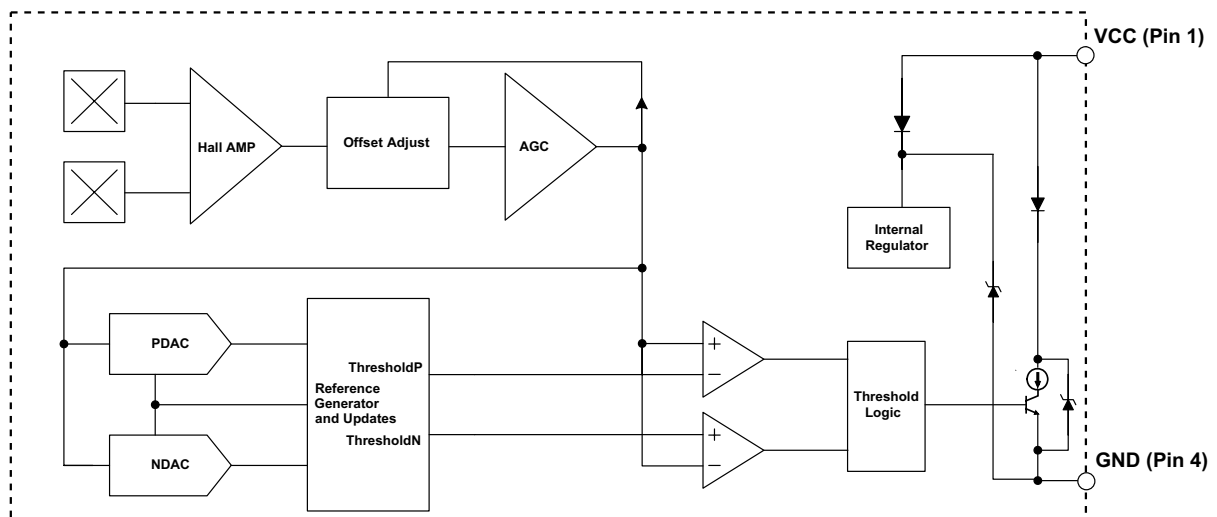 VCC (Pin 1)
Hall AMP
Offset Adjust
AGC
Internal
Regulator
PDAC
ThresholdP
Reference
Generator
and Updates
ThresholdN
NDAC
+
−
+
−
Threshold
Logic
GND (Pin 4)